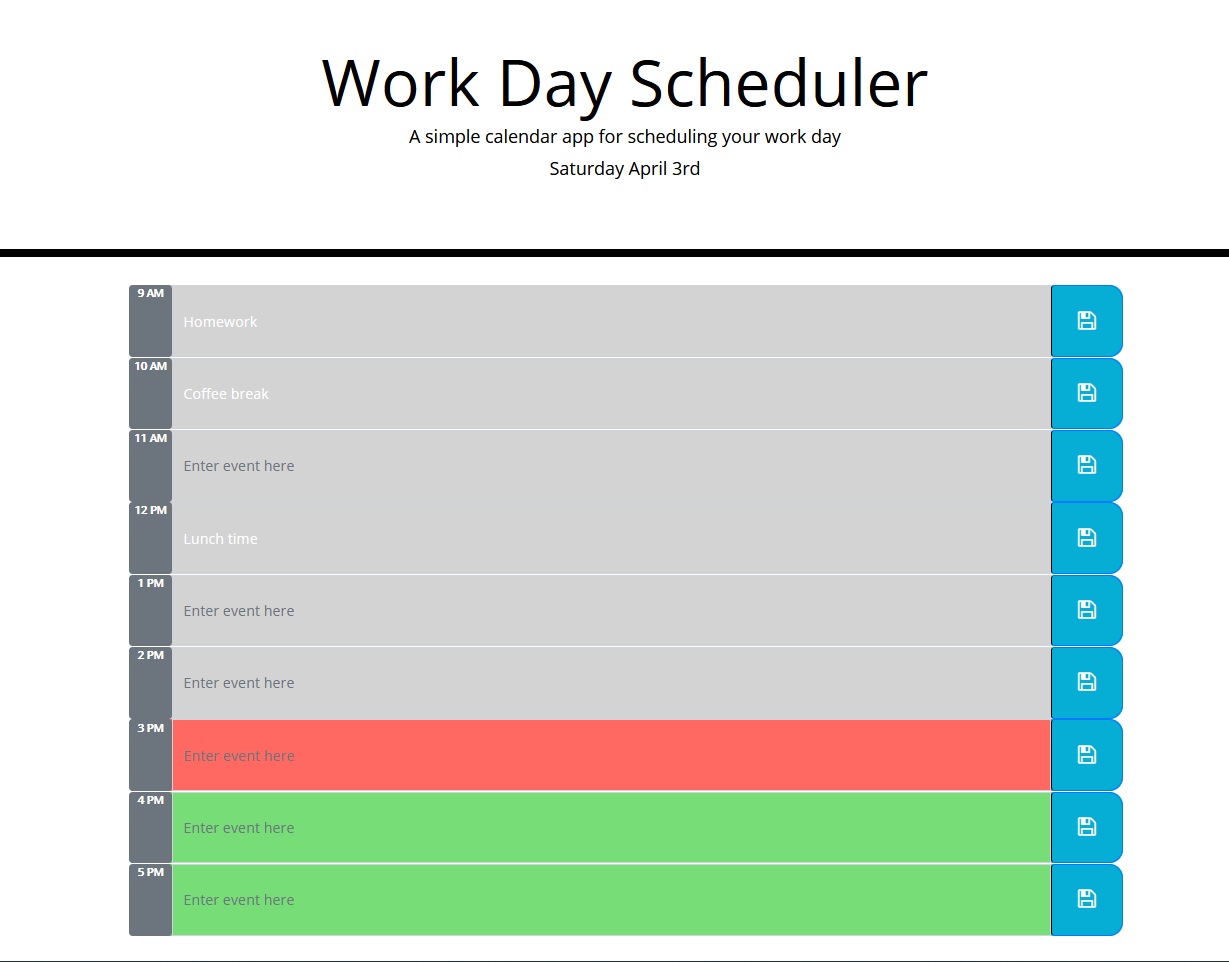 Work Day Scheduler
A simple calendar app for scheduling your work day
Saturday April 3rd
9 AM
Homework
10 AM
Coffee break
11 AM
Enter event here
12 PM
Lunch time
1 PM
Enter event here
2 PM
Enter event here
3 PM
Enter event here
4 PM
Enter event here
5 PM
Enter event here